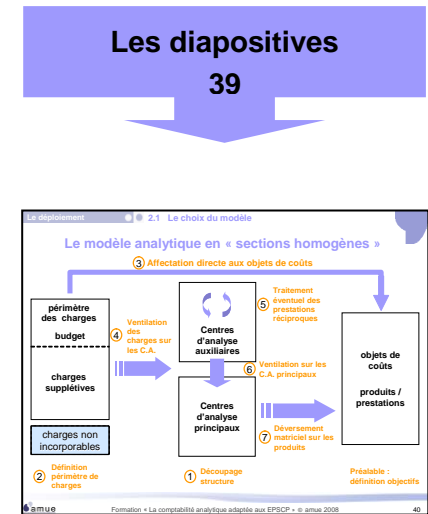 Les diapositives
39
Le déploiement
2.1 Le choix du modèle
Le modèle analytique en « sections homogènes »
3 Affectation directe aux objets de coûts
périmètre
des charges
budget
charges
supplétives
charges non
incorporables
2 Définition
périmètre de
charges
4 Ventilation
des
charges sur
les C.A.
Centres
d'analyse
auxiliaires
5 Traitement
éventuel des
prestations
réciproques
6 Ventilation sur les
C.A. principaux
Centres
d'analyse
principaux
7 Déversement
matriciel sur les
produits
1 Découpage
structure
objets de
coûts
produits /
prestations
Préalable :
définition objectifs
amue
Formation « La comptabilité analytique adaptée aux EPSCP » © amue 2008
40